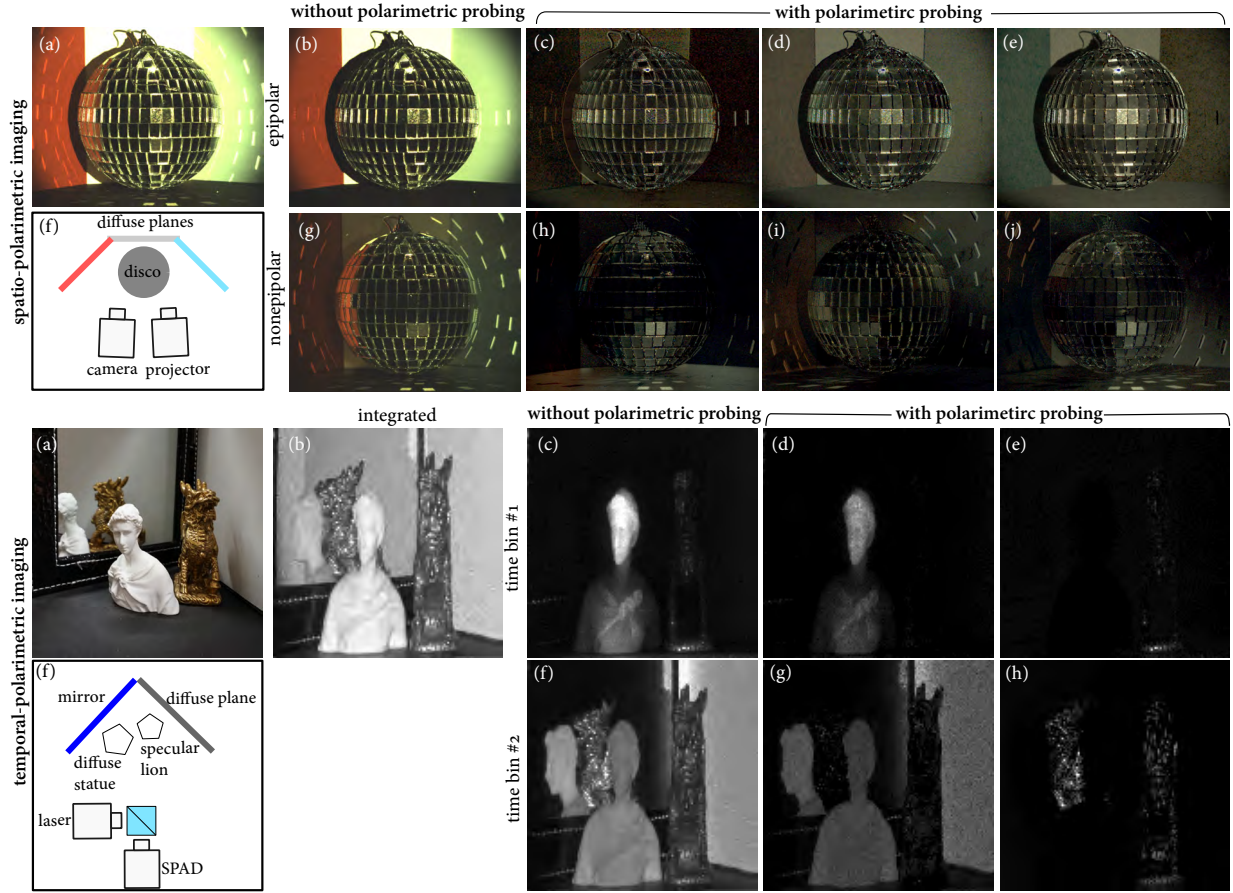 without polarimetric probing
with polarimetirc probing
spatio-polarimetric imaging
epipolar
(a)
(b)
(c)
(d)
(e)
nonepipolar
(f)
diffuse planes
disco
camera projector
(g)
(h)
(i)
(j)
integrated
without polarimetric probing
with polarimetirc probing
temporal-polarimetric imaging
(a)
(b)
time bin #1
(c)
(d)
(e)
(f)
mirror
diffuse plane
diffuse
statue
specular
lion
laser
SPAD
time bin #2
(f)
(g)
(h)